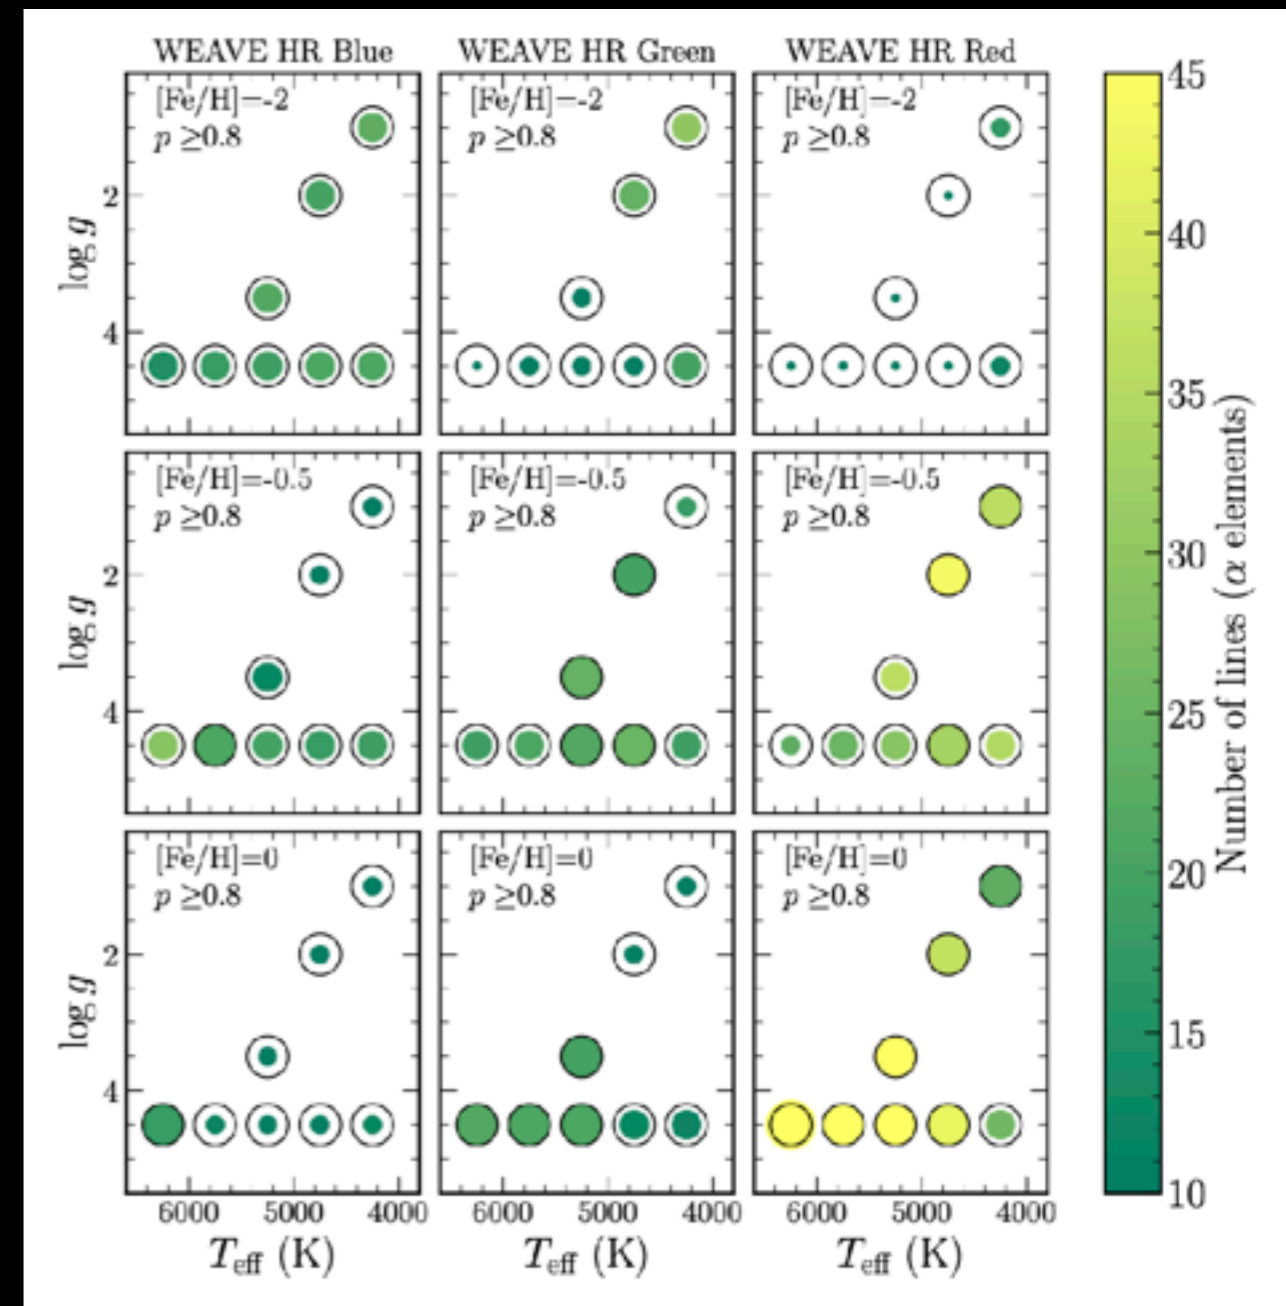 WEAVE HR Blue WEAVE HR Green WEAVE HR Red
[Fe/H]=-2 [Fe/H]=-2 [Fe/H]=-2
p ≥0.8 p ≥0.8 p ≥0.8
2
4
log g
[Fe/H]=-0.5 [Fe/H]=-0.5 [Fe/H]=-0.5
p ≥0.8 p ≥0.8 p ≥0.8
2
4
log g
[Fe/H]=0 [Fe/H]=0 [Fe/H]=0
p ≥0.8 p ≥0.8 p ≥0.8
2
4
log g
6000 5000 4000 6000 5000 4000 6000 5000 4000
Teff (K) Teff (K) Teff (K)
45
40
35
30
25
20
15
10
Number of lines (α elements)